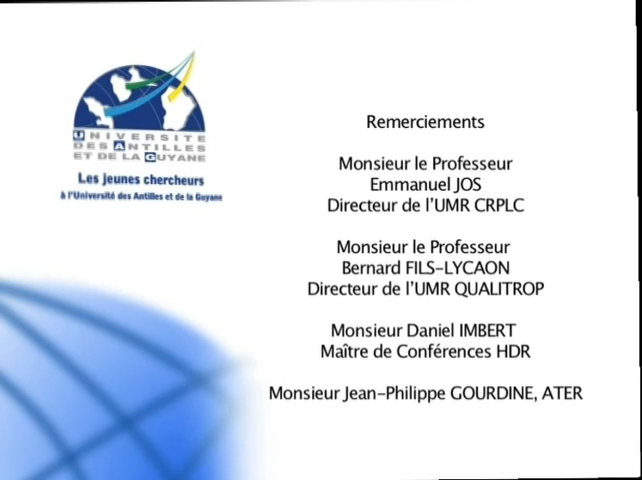 UNIVERSITE
DES ANTILLES
ET DE LA GUYANE
Les jeunes chercheurs
à l'Université des Antilles et de la Guyane
Remerciements
Monsieur le Professeur
Emmanuel JOS
Directeur de l'UMR CRPLC
Monsieur le Professeur
Bernard FILS-LYCAON
Directeur de l'UMR QUALITROP
Monsieur Daniel IMBERT
Maître de Conférences HDR
Monsieur Jean-Philippe GOURDINE, ATER